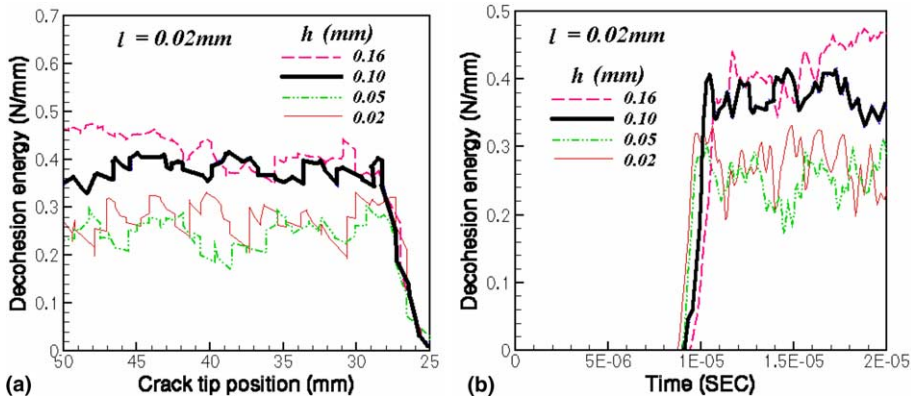 0.7
0.6
0.5
0.4
0.3
0.2
0.1
0
Decohesion energy (N/mm)
l = 0.02mm
h (mm)
0.16
0.10
0.05
0.02
50
45
40
35
30
25
(a)
Crack tip position (mm)
0.5
0.4
0.3
0.2
0.1
0
Decohesion energy (N/mm)
l = 0.02mm
h (mm)
0.16
0.10
0.05
0.02
0
5E-06
1E-05
1.5E-05
2E-05
(b)
Time (SEC)